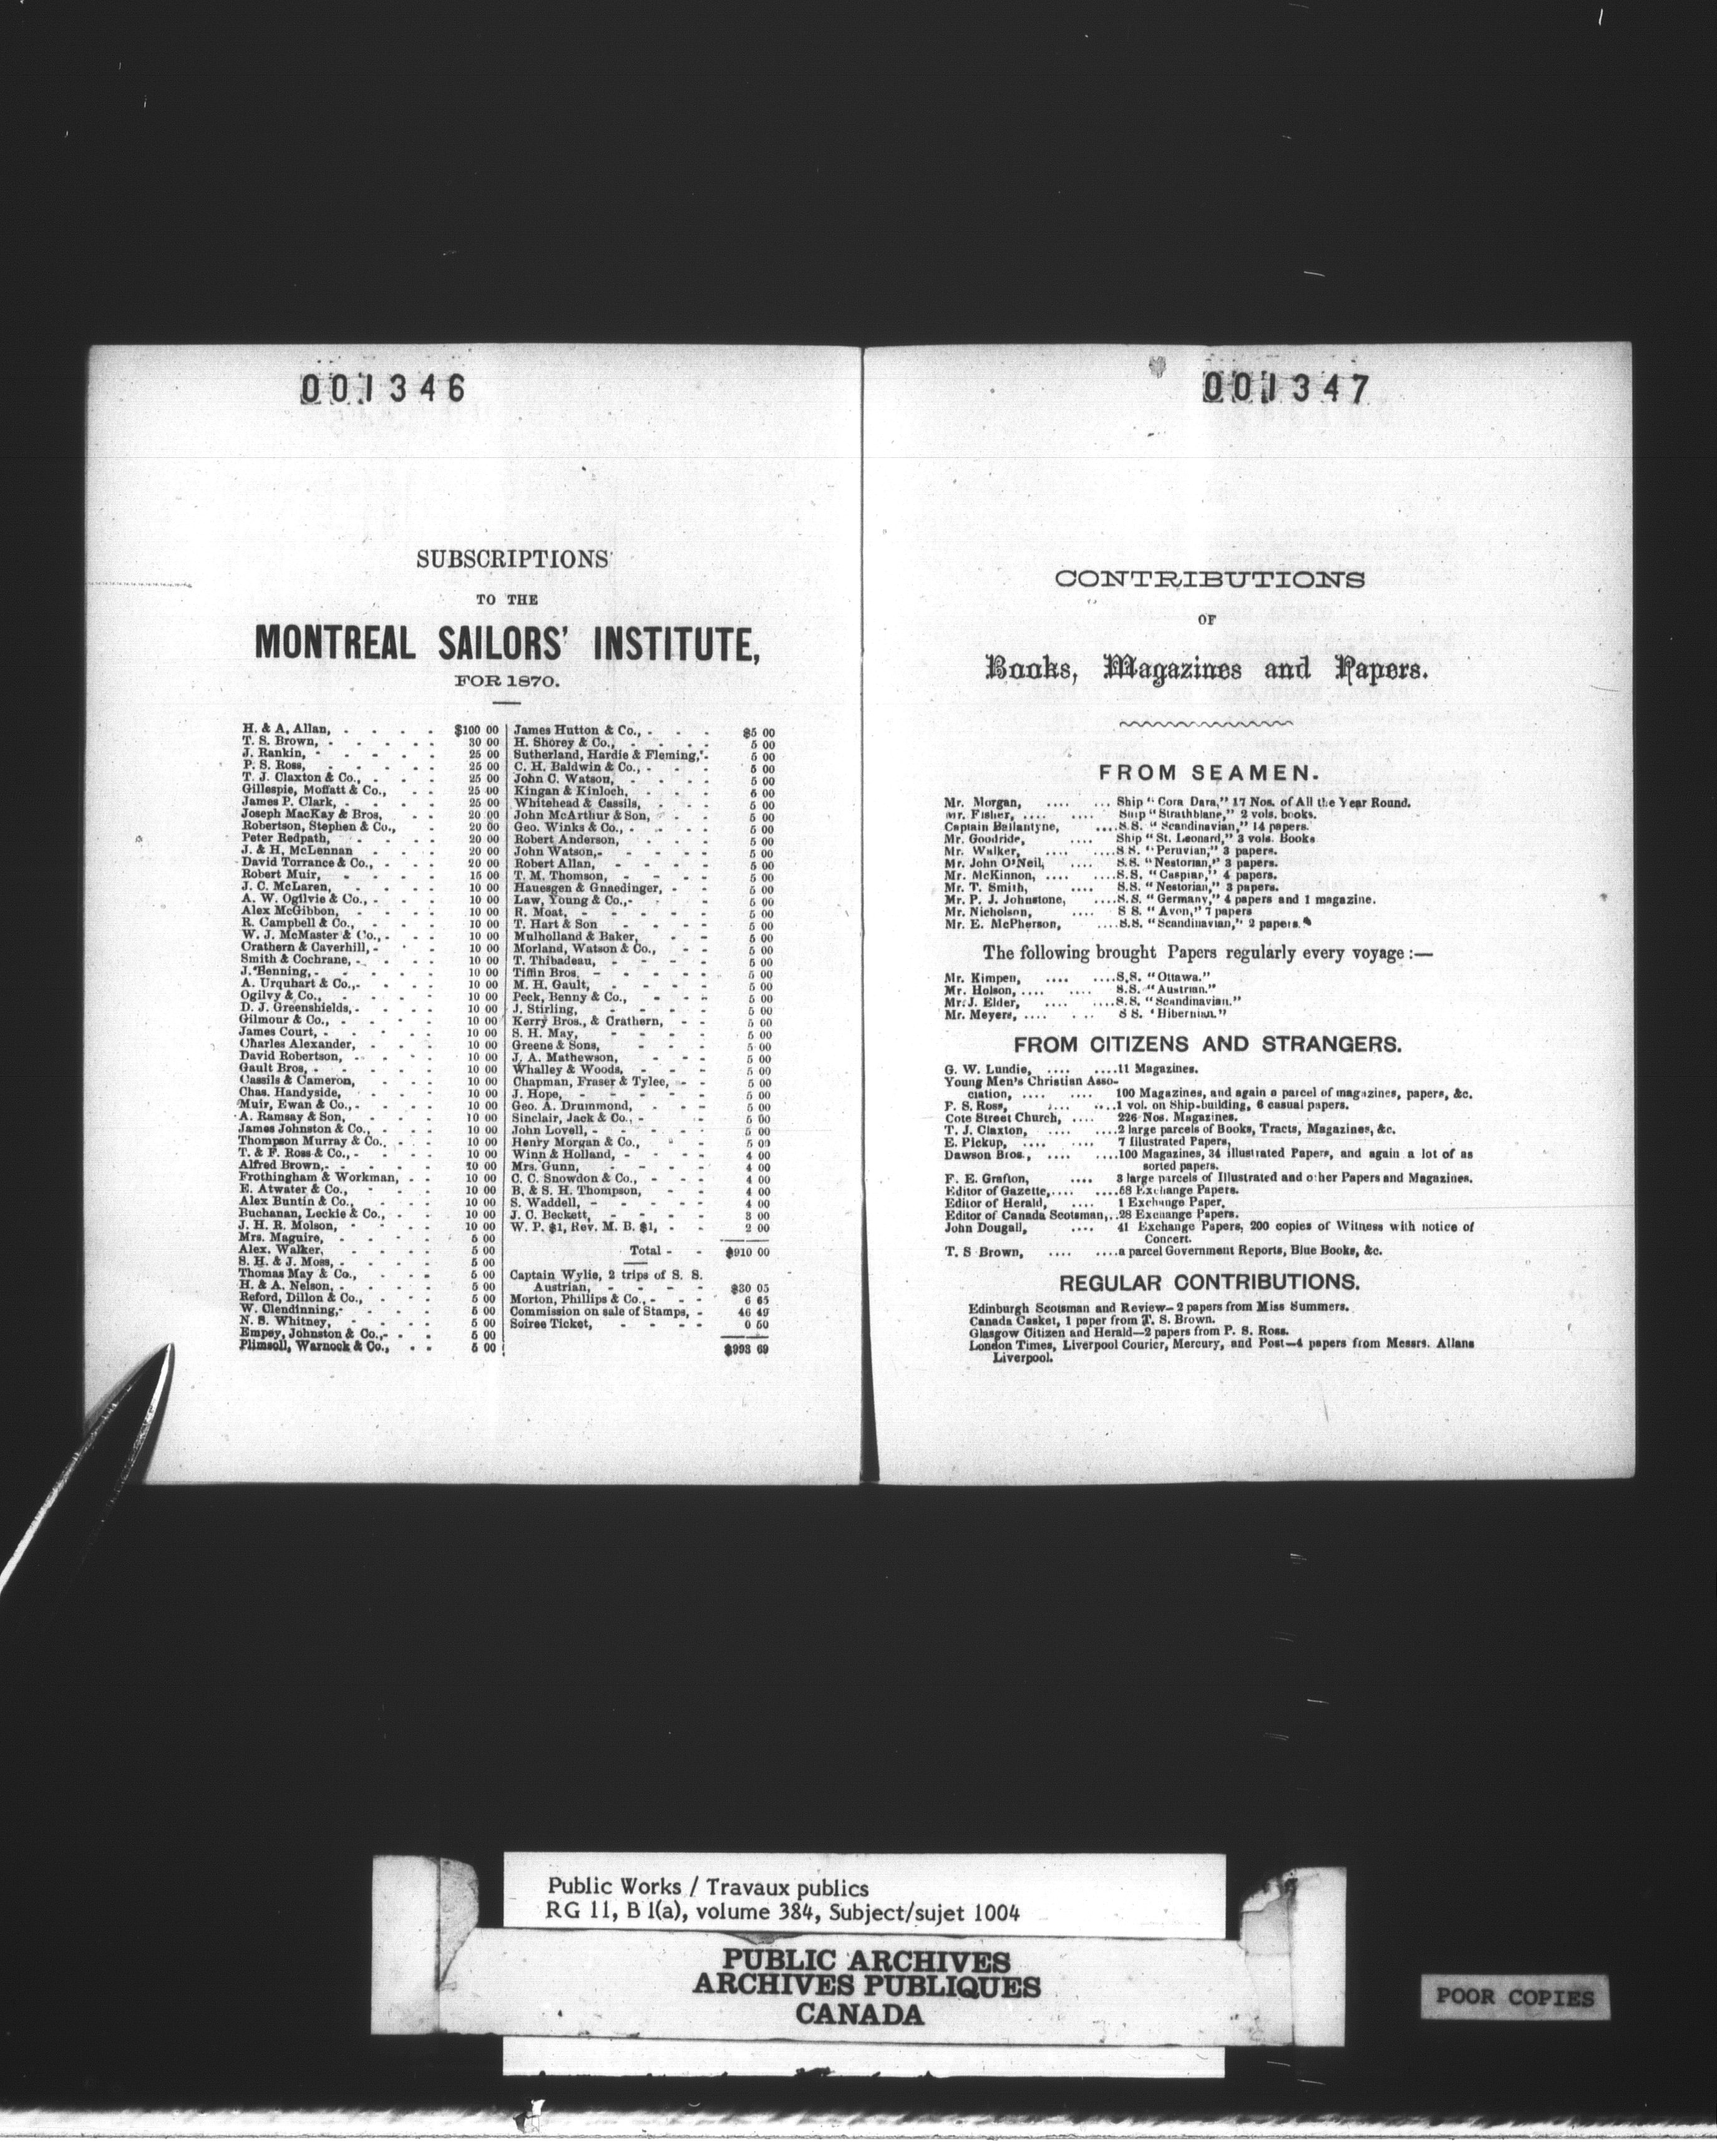 001346
SUBSCRIPTIONS
TO THE
MONTREAL SAILORS' INSTITUTE,
FOR 1870.
H. & A. Allan, - - - - $100 00
T. S. Brown, - - - - - 30 00
J. Rankin, - - - - - 25 00
P. S. Ross, - - - - - 25 00
T. J. Claxton & Co., - - - 25 00
Gillespie, Moffatt & Co., - - 25 00
James P. Clark, - - - - 25 00
Joseph MacKay & Bros, - - 20 00
Robertson, Stephen & Co., - 20 00
Peter Redpath, - - - - 20 00
J. & H. McLennan - - - 20 00
David Torrance & Co., - - - 20 00
Robert Muir, - - - - 15 00
J. C. McLaren, - - - - 10 00
A. W. Ogilvie & Co., - - - 10 00
Alex McGibbon, - - - - 10 00
R. Campbell & Co., - - - 10 00
W. J. McMaster & Co., - - - 10 00
Crathern & Caverhill, - - - 10 00
Smith & Cochrane, - - - - 10 00
J. Benning, - - - - - 10 00
A. Urquhart & Co., - - - - 10 00
Ogilvy & Co., - - - - 10 00
D. J. Greenshields, - - - - 10 00
Gilmour & Co., - - - - 10 00
James Court, - - - - - 10 00
Charles Alexander, - - - 10 00
David Robertson, - - - - 10 00
Gault Bros, - - - - - 10 00
Cassils & Cameron, - - - 10 00
Chas. Handyside, - - - 10 00
Muir, Ewan & Co., - - - - 10 00
A. Ramsay & Son, - - - 10 00
James Johnston & Co., - - - 10 00
Thompson Murray & Co., - - - 10 00
T. & F. Ross & Co., - - - - 10 00
Alfred Brown, - - - - - 10 00
Frothingham & Workman, - - 10 00
E. Atwater & Co., - - - 10 00
Alex Buntin & Co., - - - 10 00
Buchanan, Leckie & Co., - - 10 00
J. H. R. Molson, - - - - 10 00
Mrs. Maguire, - - - - 5 00
Alex. Walker, - - - - 5 00
S. H. & J. Moss, - - - - 5 00
Thomas May & Co., - - - 5 00
H. & A. Nelson, - - - - 5 00
Reford, Dillon & Co., - - - 5 00
W. Clendinning, - - - - 5 00
N. S. Whitney, - - - - 5 00
Empey, Johnston & Co., - - - 5 00
Plimsoll, Warnock & Co., - - 5 00
James Hutton & Co., - - - $5 00
H. Shorey & Co., - - - - 5 00
Sutherland, Hardie & Fleming, - 5 00
C. H. Baldwin & Co., - - - 5 00
John C. Watson, - - - - 5 00
Kingan & Kinloch, - - - 5 00
Whitehead & Cassils, - - - 5 00
John McArthur & Son, - - - 5 00
Geo. Winks & Co., - - - - 5 00
Robert Anderson, - - - 5 00
John Watson, - - - - - 5 00
Robert Allan, - - - - 5 00
T. M. Thomson, - - - - 5 00
Hauesgen & Gnaedinger, - - 5 00
Law, Young & Co., - - - - 5 00
R. Moat, - - - - - 5 00
T. Hart & Son - - - - 5 00
Mulholland & Baker, - - 5 00
Morland, Watson & Co., - - 5 00
T. Thibadeau, - - - - 5 00
Tiffin Bros, - - - - - 5 00
M. H. Gault, - - - - 5 00
Peck, Benny & Co., - - - 5 00
J. Stirling, - - - - 5 00
Kerry Bros., & Crathern, - - 5 00
S. H. May, - - - - 5 00
Greene & Sons, - - - - 5 00
J. A. Mathewson, - - - 5 00
Whalley & Woods, - - - - 5 00
Chapman, Fraser & Tylee, - - 5 00
J. Hope, - - - - - 5 00
Geo. A. Drummond, - - - 5 00
Sinclair, Jack & Co., - - - 5 00
John Lovell, - - - - - 5 00
Henry Morgan & Co., - - 5 00
Winn & Holland, - - - - 4 00
Mrs. Gunn, - - - - 4 00
C. C. Snowdon & Co., - - - 4 00
B. & S. H. Thompson, - - - 4 00
S. Waddell, - - - - - 4 00
J. C. Beckett, - - - - 3 00
W. P. $1, Rev. M. B. $1, - - 2 00
Total - - $910 00
Captain Wylie, 2 trips of S. S.
Austrian, - - - - - $30 05
Morton, Phillips & Co., - - - 6 65
Commission on sale of Stamps, - 46 49
Soiree Ticket, - - - - 0 50
$993 69
001347
CONTRIBUTIONS
OF
Books, Magazines and Papers.
FROM SEAMEN.
Mr. Morgan, .... ... Ship "Cora Dara," 17 Nos. of All the Year Round.
Mr. Fisher, .... .... Ship "Strathblane," 2 vols. books.
Captain Ballantyne, ....S.S. "Scandinavian," 14 papers.
Mr. Goodride, .... Ship "St. Leonard," 3 vols. Books
Mr. Walker, .... ....S S. "Peruvian," 3 papers.
Mr. John O'Neil, .... S.S. "Nestorian," 3 papers.
Mr. McKinnon, .... ....S.S. "Caspian," 4 papers.
Mr. T. Smith, .... S.S. "Nestorian," 3 papers.
Mr. P. J. Johnstone, ....S.S. "Germany," 4 papers and 1 magazine.
Mr. Nicholson, .... S S. "Avon," 7 papers
Mr. E. McPherson, ....S.S. "Scandinavian," 2 papers.
The following brought Papers regularly every voyage :—
Mr. Kimpen, .... ....S.S. "Ottawa."
Mr. Holson, .... .... S.S. "Austrian."
Mr. J. Elder, .... ....S.S. "Scandinavian."
Mr. Meyers, .... . .. S S. 'Hibernian."
FROM CITIZENS AND STRANGERS.
G. W. Lundie, .... ....11 Magazines.
Young Men's Christian Asso-
ciation, .... .... 100 Magazines, and again a parcel of magazines, papers, &c.
P. S. Ross, .... ....1 vol. on Ship-building, 6 casual papers.
Cote Street Church, .... 226 Nos. Magazines.
T. J. Claxton, .... ....2 large parcels of Books, Tracts, Magazines, &c.
E. Pickup, .... .... 7 Illustrated Papers,
Dawson Bros., .... ....100 Magazines, 34 illustrated Papers, and again a lot of as
sorted papers.
F. E. Grafton, .... 3 large parcels of Illustrated and other Papers and Magazines.
Editor of Gazette,.... ....68 Exchange Papers.
Editor of Herald, .... 1 Exchange Paper.
Editor of Canada Scotsman,..28 Exchange Papers.
John Dougall, .... 41 Exchange Papers, 200 copies of Witness with notice of
Concert.
T. S Brown, .... ....a parcel Government Reports, Blue Books, &c.
REGULAR CONTRIBUTIONS.
Edinburgh Scotsman and Review—2 papers from Miss Summers.
Canada Casket, 1 paper from T. S. Brown.
Glasgow Citizen and Herald—2 papers from P. S. Ross.
London Times, Liverpool Courier, Mercury, and Post—4 papers from Messrs. Allans
Liverpool.
Public Works / Travaux publics
RG 11, B 1(a), volume 384, Subject/sujet 1004
PUBLIC ARCHIVES
ARCHIVES PUBLIQUES
CANADA
POOR COPIES